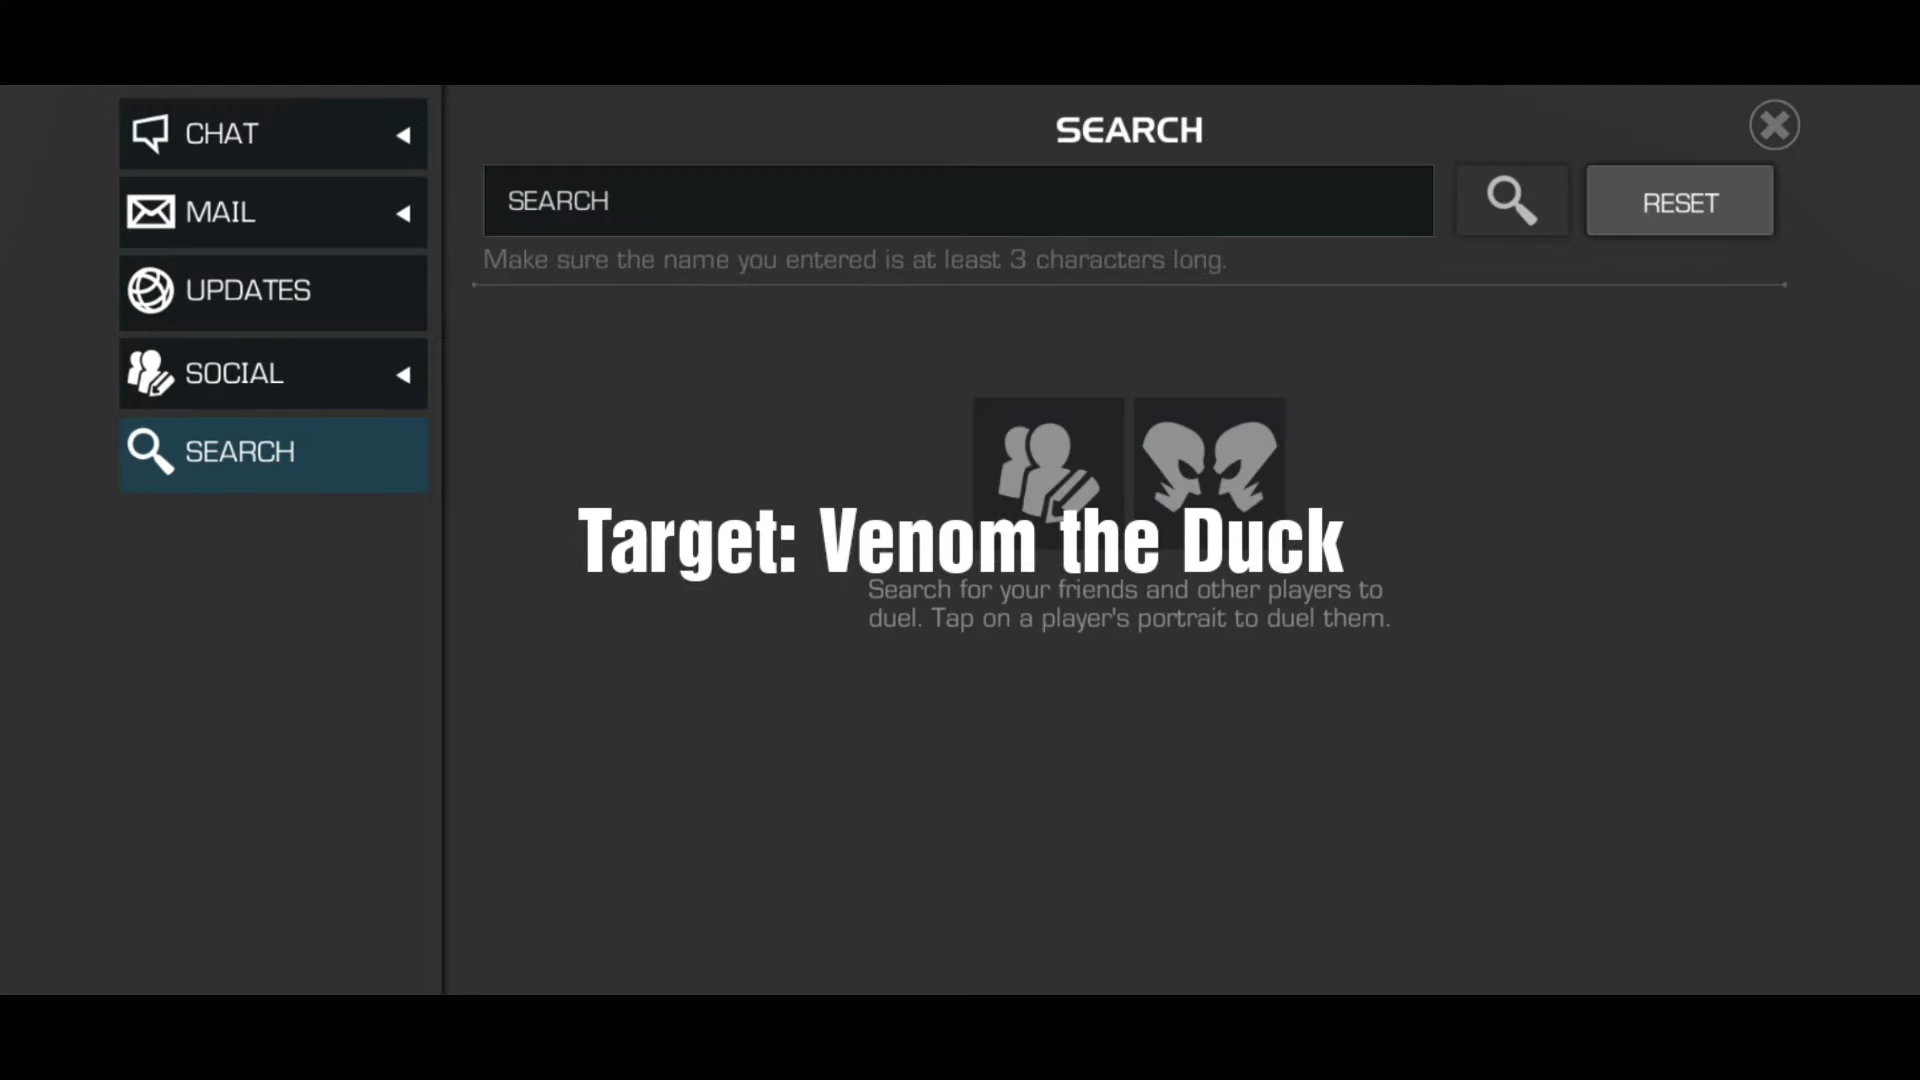 CHAT
MAIL
UPDATES
SOCIAL
SEARCH
SEARCH
SEARCH
RESET
Make sure the name you entered is at least 3 characters long.
Target: Venom the Duck
Search for your friends and other players to
duel. Tap on a player's portrait to duel them.